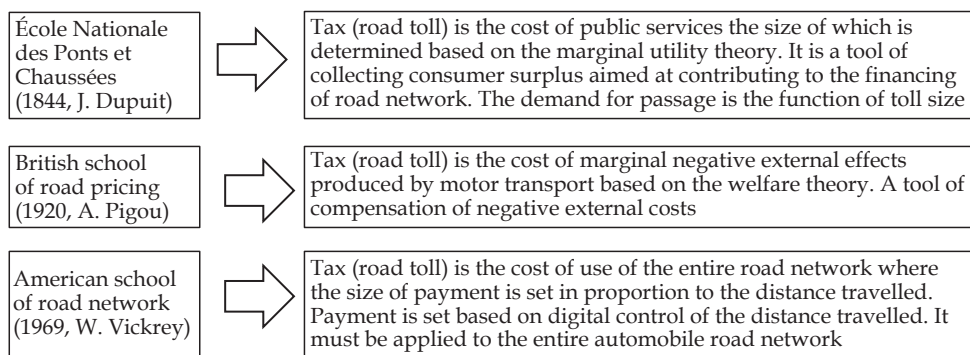 École Nationale
des Ponts et
Chaussées
(1844, J. Dupuit)
Tax (road toll) is the cost of public services the size of which is
determined based on the marginal utility theory. It is a tool of
collecting consumer surplus aimed at contributing to the financing
of road network. The demand for passage is the function of toll size
British school
of road pricing
(1920, A. Pigou)
Tax (road toll) is the cost of marginal negative external effects
produced by motor transport based on the welfare theory. A tool of
compensation of negative external costs
American school
of road network
(1969, W. Vickrey)
Tax (road toll) is the cost of use of the entire road network where
the size of payment is set in proportion to the distance travelled.
Payment is set based on digital control of the distance travelled. It
must be applied to the entire automobile road network